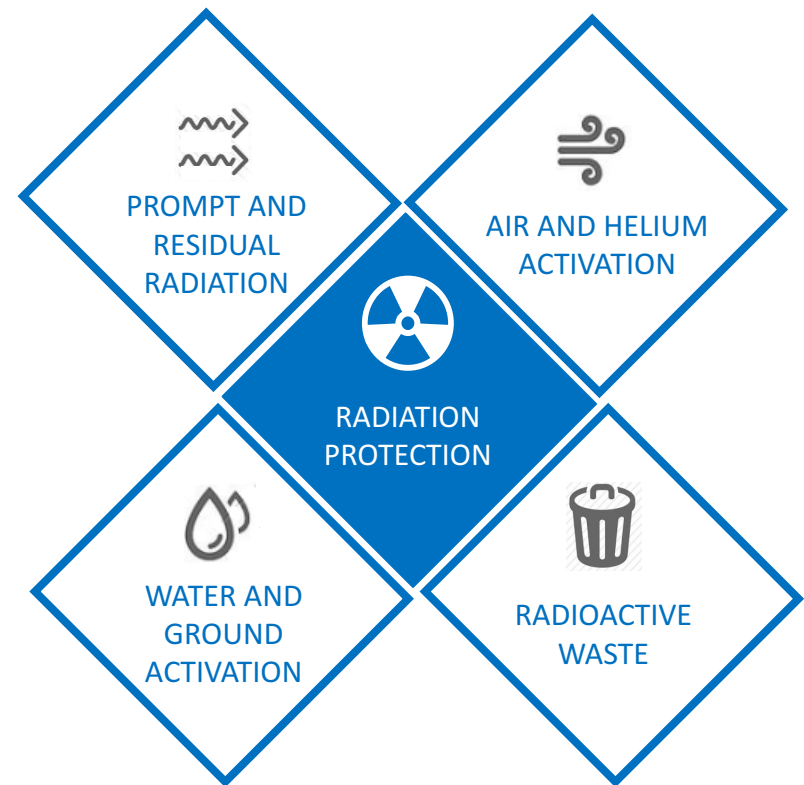 PROMPT AND
RESIDUAL
RADIATION
AIR AND HELIUM
ACTIVATION
RADIATION
PROTECTION
WATER AND
GROUND
ACTIVATION
RADIOACTIVE
WASTE